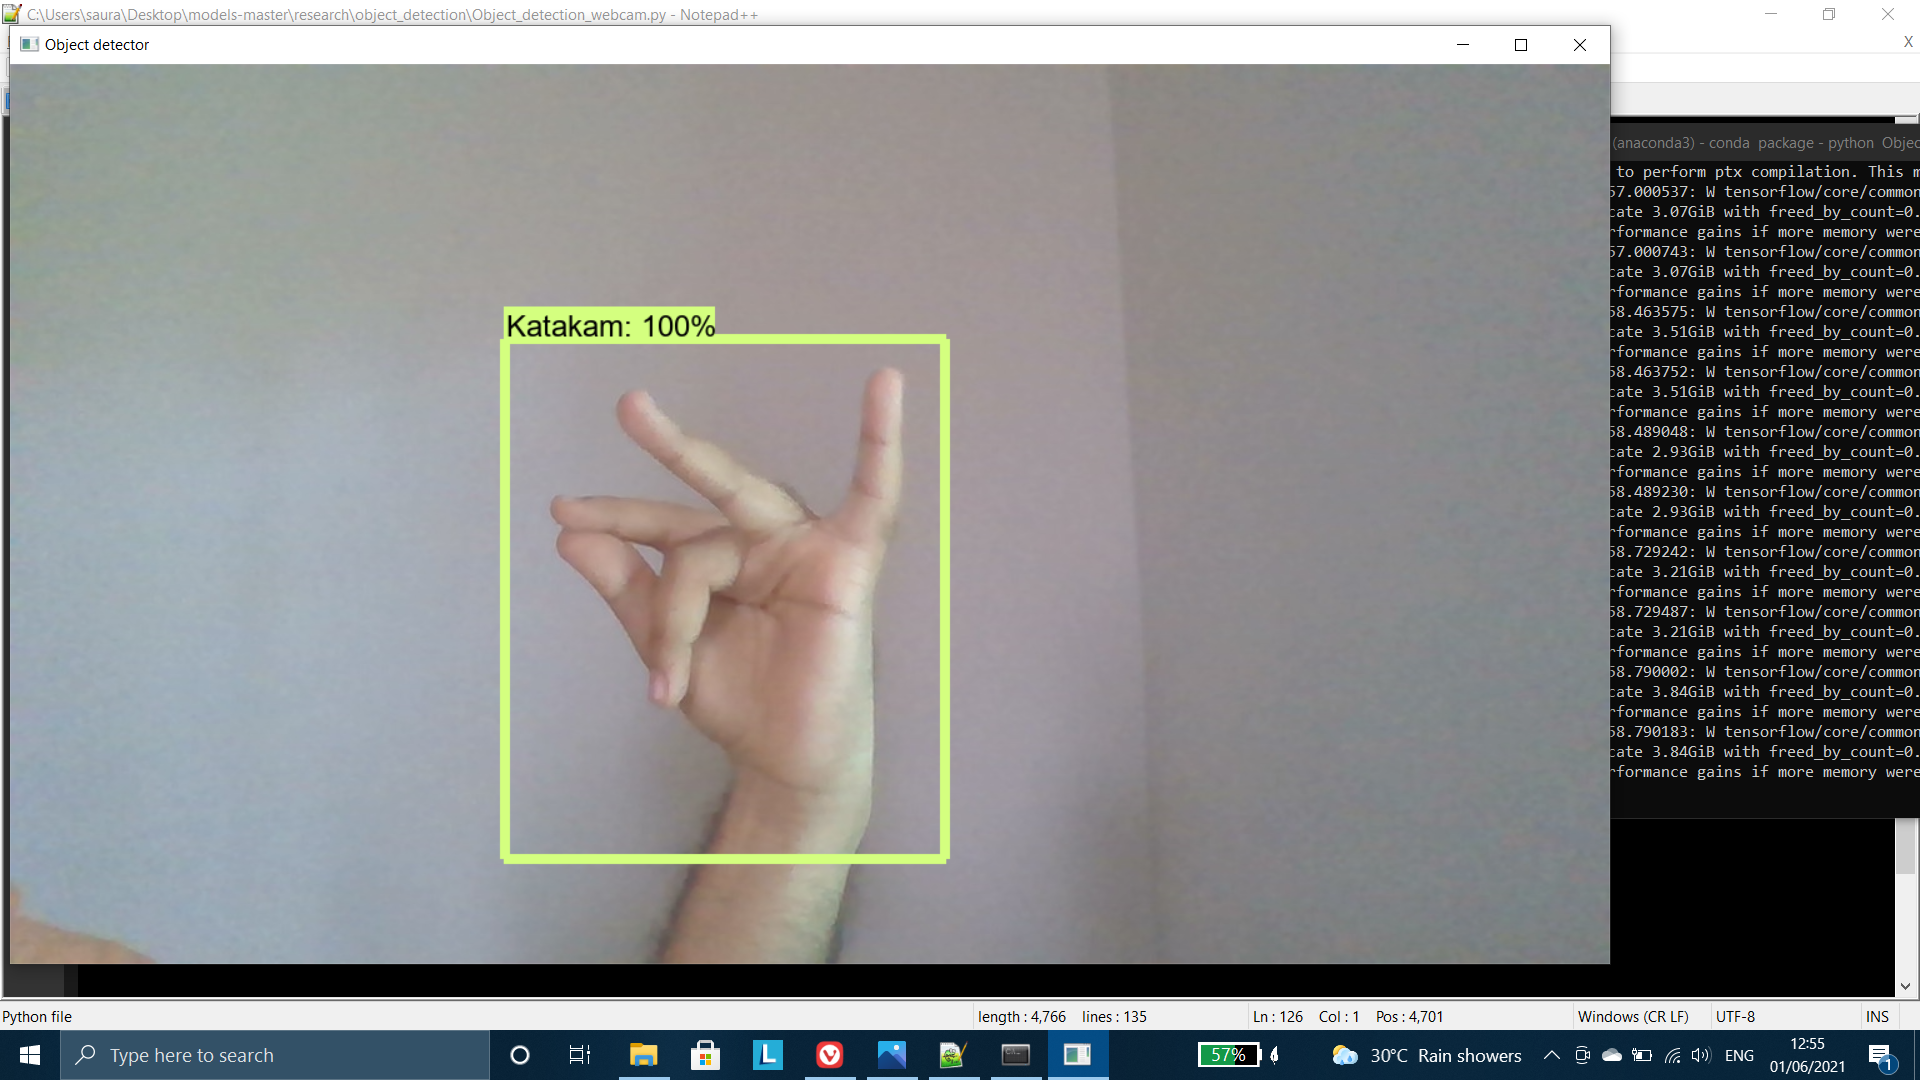 C:\Users\saura\Desktop\models-master\research\object_detection\Object_detection_webcam.py - Notepad++
X
Object detector
Katakam: 100%
(anaconda3) - conda package - python Objec
to perform ptx compilation. This m
57.000537: W tensorflow/core/common
cate 3.07GiB with freed_by_count=0.
rformance gains if more memory were
57.000743: W tensorflow/core/common
cate 3.07GiB with freed_by_count=0.
rformance gains if more memory were
58.463575: W tensorflow/core/common
cate 3.51GiB with freed_by_count=0.
rformance gains if more memory were
58.463752: W tensorflow/core/common
cate 3.51GiB with freed_by_count=0.
rformance gains if more memory were
58.489048: W tensorflow/core/common
cate 2.93GiB with freed_by_count=0.
rformance gains if more memory were
58.489230: W tensorflow/core/common
cate 2.93GiB with freed_by_count=0.
rformance gains if more memory were
58.729242: W tensorflow/core/common
cate 3.21GiB with freed_by_count=0.
rformance gains if more memory were
58.729487: W tensorflow/core/common
cate 3.21GiB with freed_by_count=0.
rformance gains if more memory were
58.790002: W tensorflow/core/common
cate 3.84GiB with freed_by_count=0.
rformance gains if more memory were
58.790183: W tensorflow/core/common
cate 3.84GiB with freed_by_count=0.
rformance gains if more memory were
Python file length : 4,766 lines : 135 Ln : 126 Col : 1 Pos : 4,701 Windows (CR LF) UTF-8 INS
Type here to search L 57% 30°C Rain showers ENG 12:55
01/06/2021 1